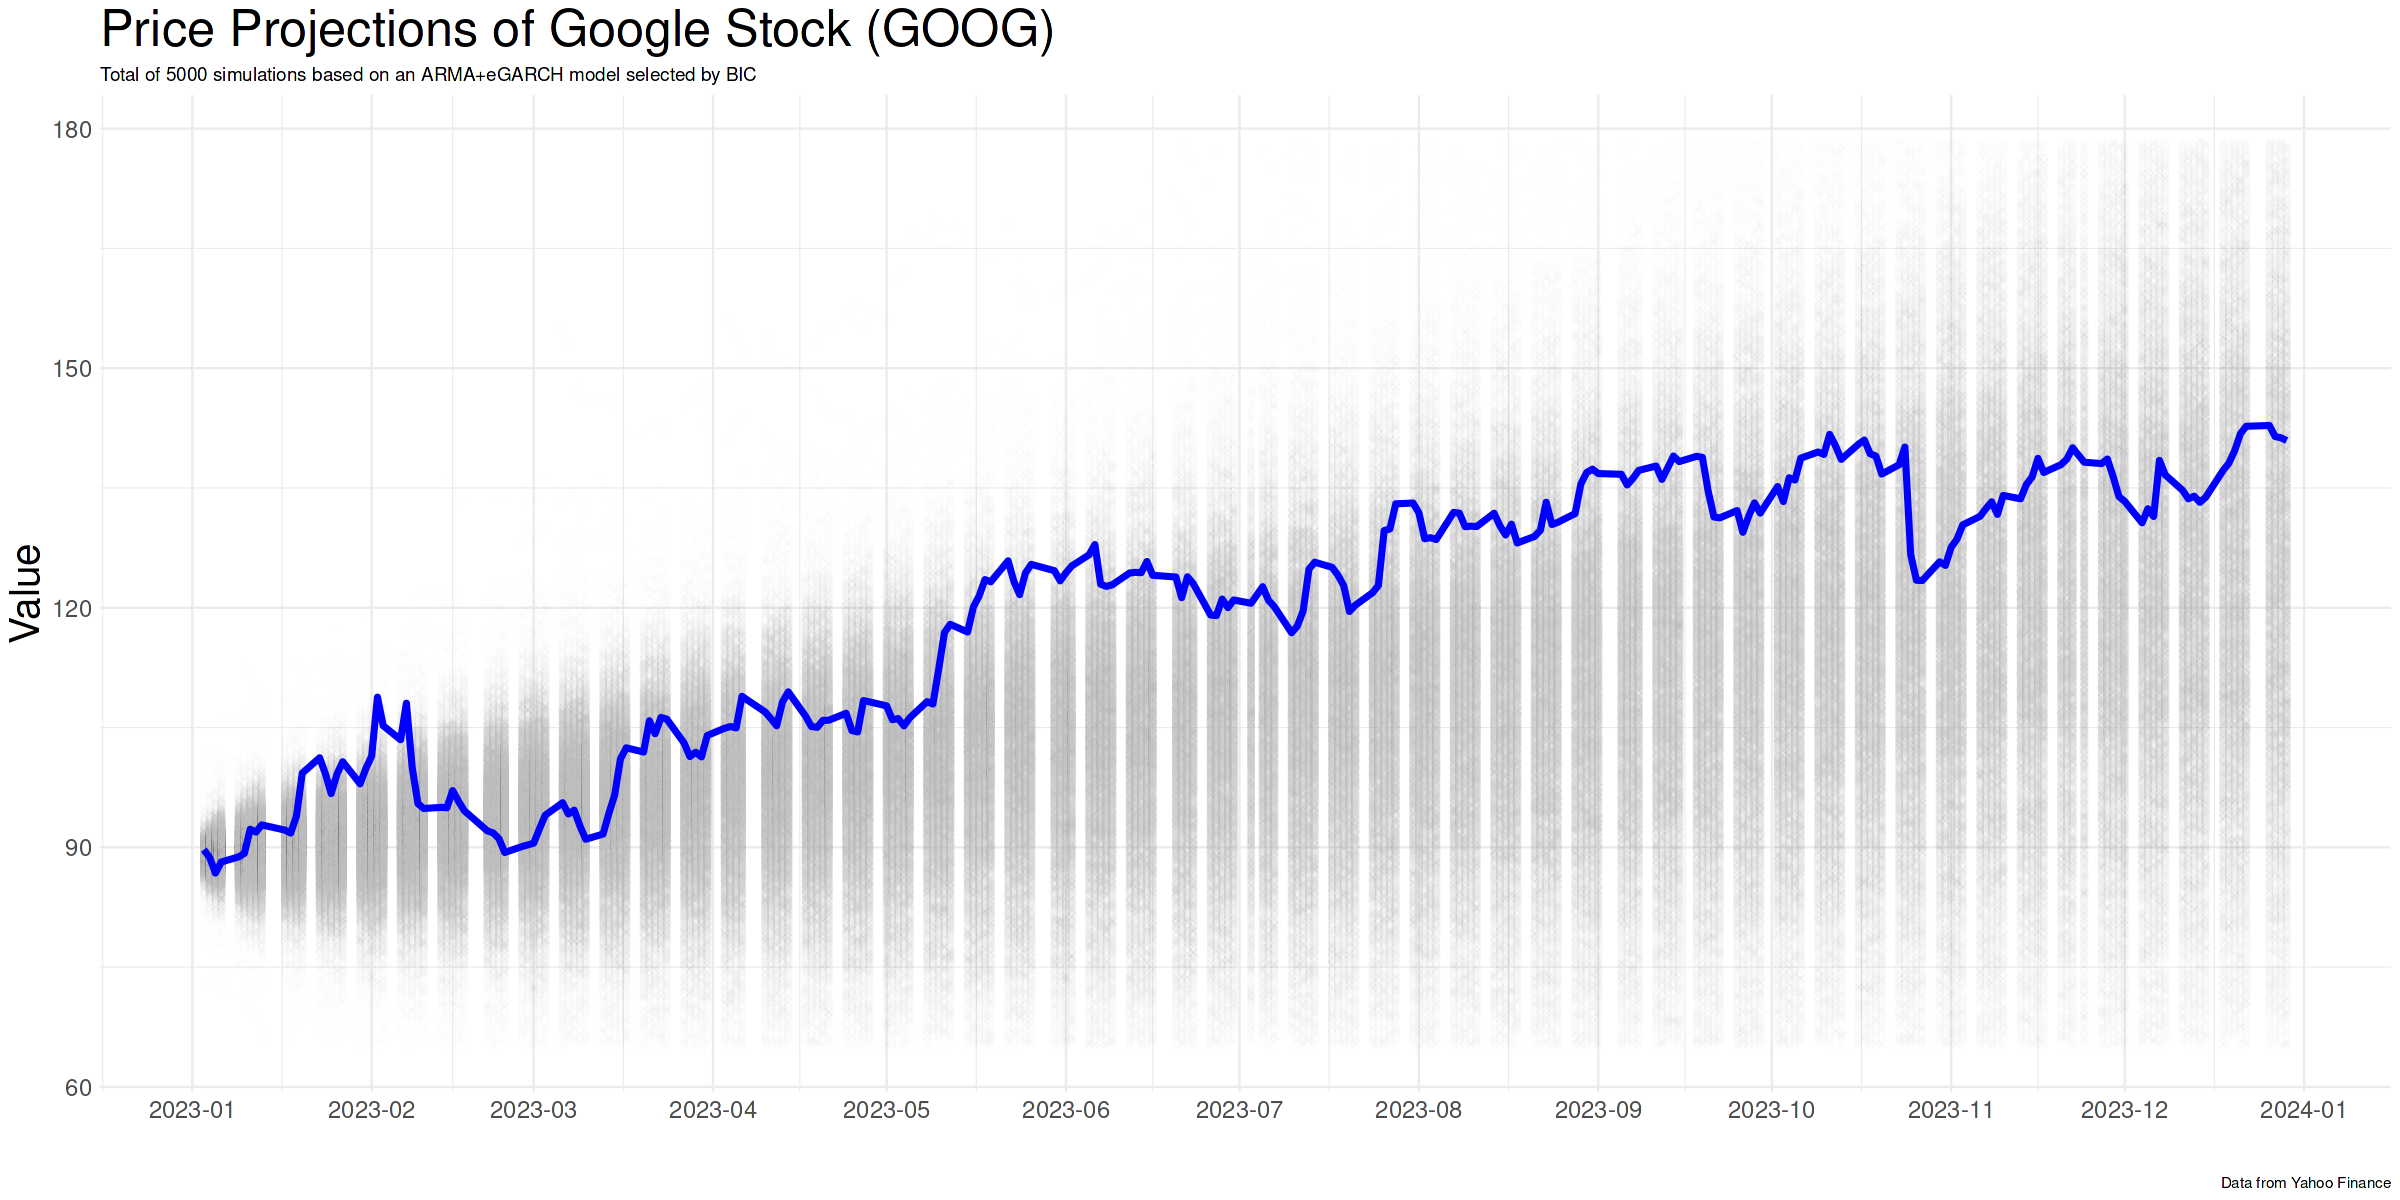 Price Projections of Google Stock (GOOG)
Total of 5000 simulations based on an ARMA+eGARCH model selected by BIC
180
150
120
90
60
Value
2023-01 2023-02 2023-03 2023-04 2023-05 2023-06 2023-07 2023-08 2023-09 2023-10 2023-11 2023-12 2024-01
Data from Yahoo Finance